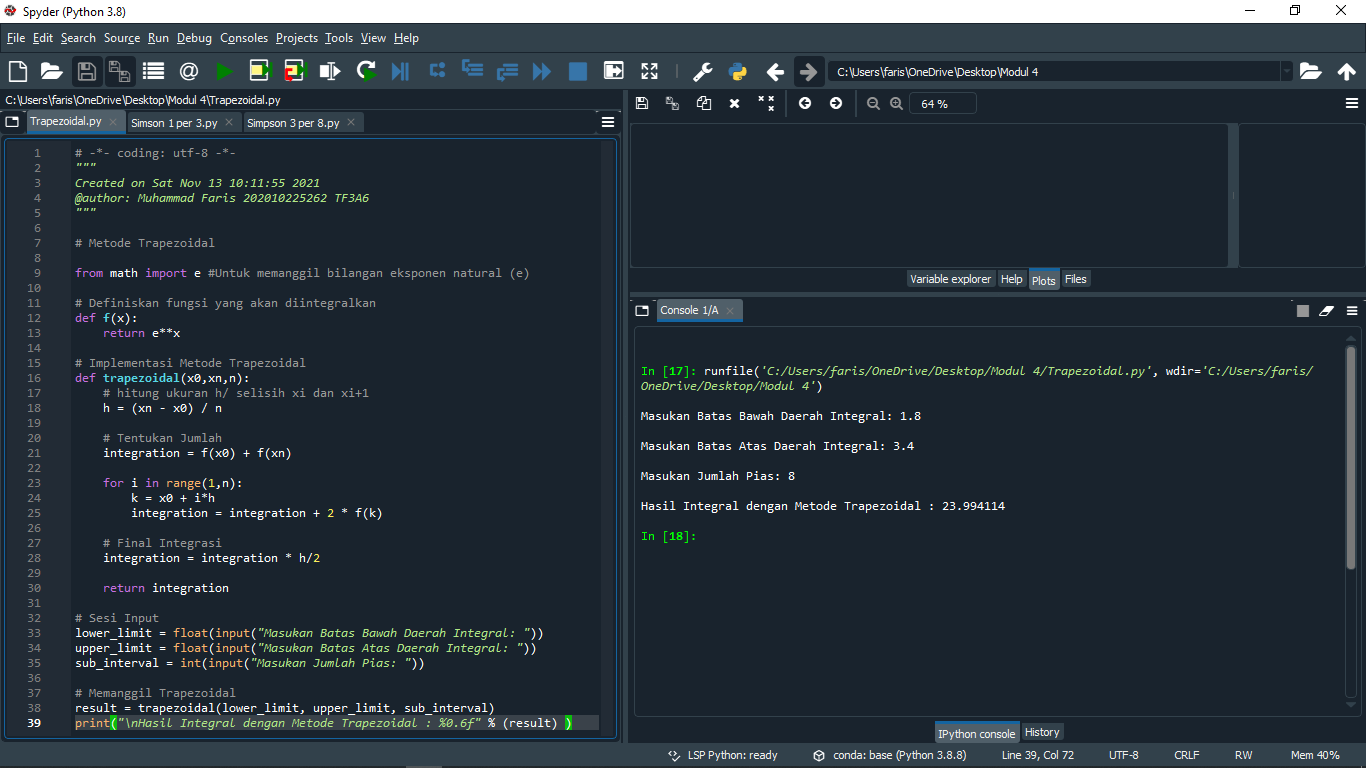 Spyder (Python 3.8)
File Edit Search Source Run Debug Consoles Projects Tools View Help
C:\Users\faris\OneDrive\Desktop\Modul 4
C:\Users\faris\OneDrive\Desktop\Modul 4\Trapezoidal.py
Trapezoidal.py Simson 1 per 3.py Simpson 3 per 8.py
1 # -*- coding: utf-8 -*-
2 """
3 Created on Sat Nov 13 10:11:55 2021
4 @author: Muhammad Faris 202010225262 TF3A6
5 """
6
7 # Metode Trapezoidal
8
9 from math import e #Untuk memanggil bilangan eksponen natural (e)
10
11 # Definiskan fungsi yang akan diintegralkan
12 def f(x):
13     return e**x
14
15 # Implementasi Metode Trapezoidal
16 def trapezoidal(x0,xn,n):
17     # hitung ukuran h/ selisih xi dan xi+1
18     h = (xn - x0) / n
19
20     # Tentukan Jumlah
21     integration = f(x0) + f(xn)
22
23     for i in range(1,n):
24         k = x0 + i*h
25         integration = integration + 2 * f(k)
26
27     # Final Integrasi
28     integration = integration * h/2
29
30     return integration
31
32 # Sesi Input
33 lower_limit = float(input("Masukan Batas Bawah Daerah Integral: "))
34 upper_limit = float(input("Masukan Batas Atas Daerah Integral: "))
35 sub_interval = int(input("Masukan Jumlah Pias: "))
36
37 # Memanggil Trapezoidal
38 result = trapezoidal(lower_limit, upper_limit, sub_interval)
39 print("\nHasil Integral dengan Metode Trapezoidal : %0.6f" % (result) )
64 %
Variable explorer Help Plots Files
Console 1/A
In [17]: runfile('C:/Users/faris/OneDrive/Desktop/Modul 4/Trapezoidal.py', wdir='C:/Users/faris/
OneDrive/Desktop/Modul 4')
Masukan Batas Bawah Daerah Integral: 1.8
Masukan Batas Atas Daerah Integral: 3.4
Masukan Jumlah Pias: 8
Hasil Integral dengan Metode Trapezoidal : 23.994114
In [18]:
IPython console History
LSP Python: ready conda: base (Python 3.8.8) Line 39, Col 72 UTF-8 CRLF RW Mem 40%